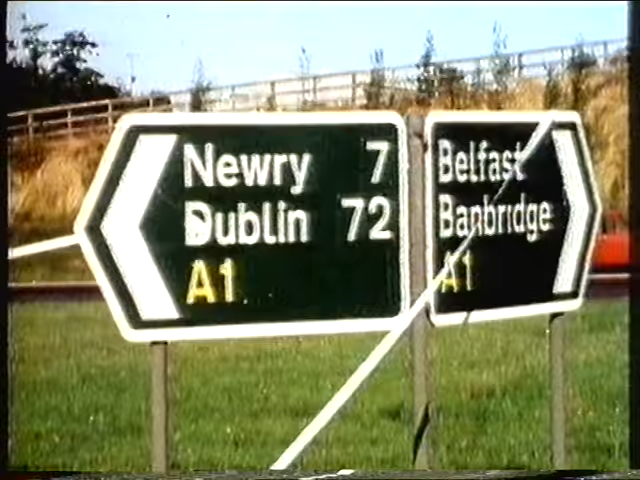 Newry 7
Dublin 72
A1
Belfast
Banbridge
A1